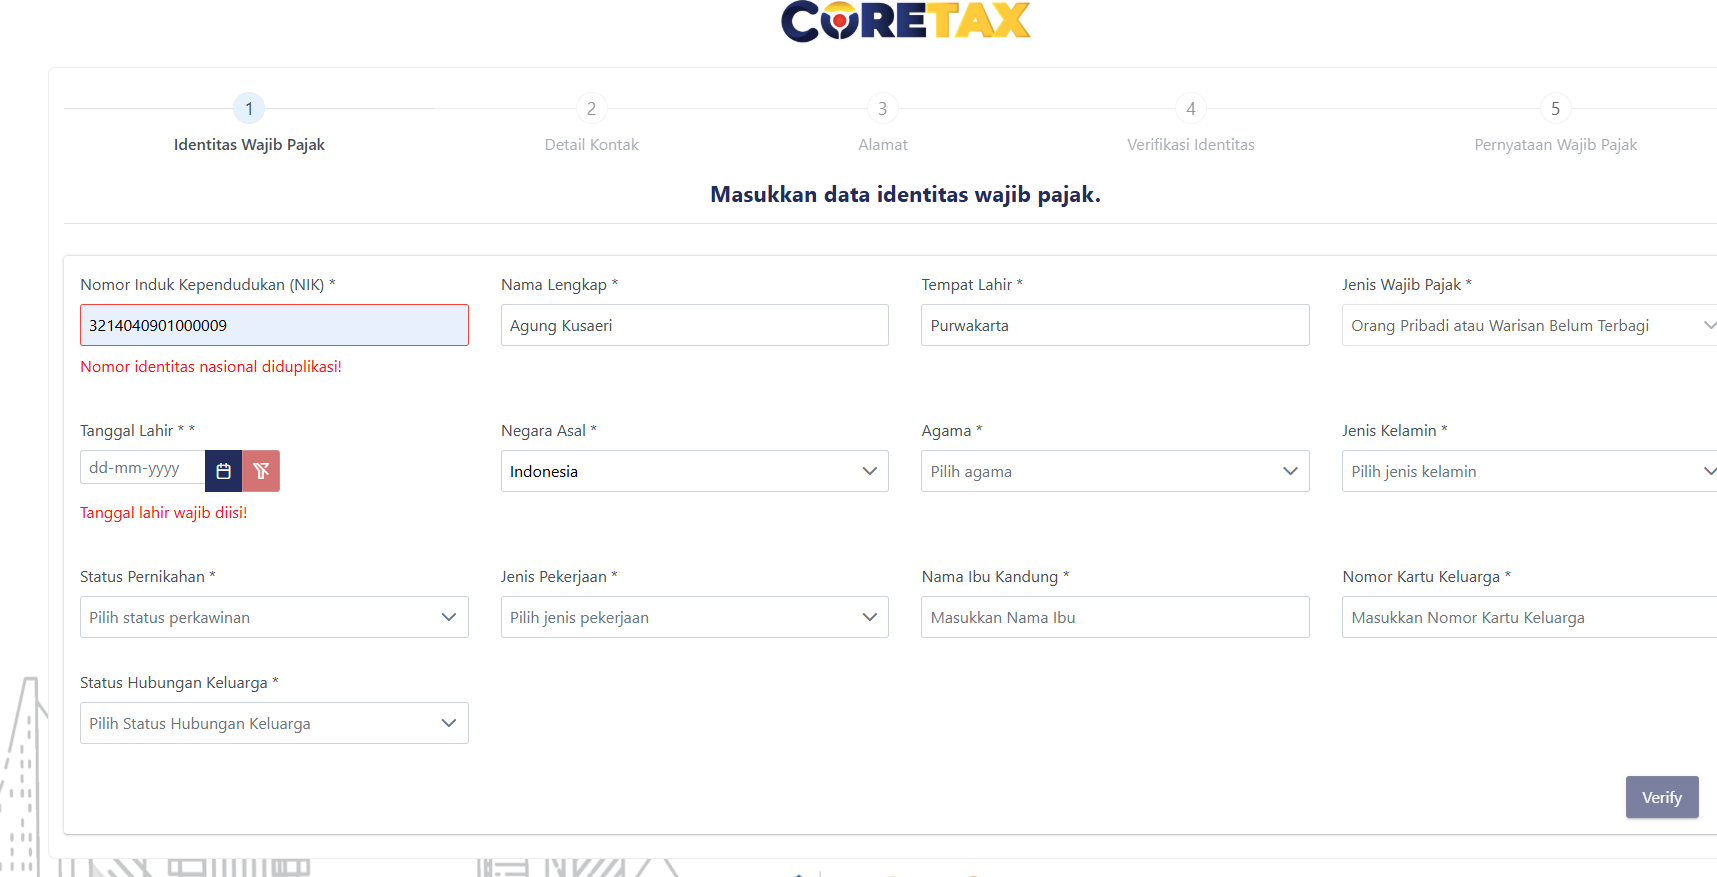 CORETAX
1
Identitas Wajib Pajak
2
Detail Kontak
3
Alamat
4
Verifikasi Identitas
5
Pernyataan Wajib Pajak
Masukkan data identitas wajib pajak.
Nomor Induk Kependudukan (NIK) *
3214040901000009
Nomor identitas nasional diduplikasi!
Nama Lengkap *
Agung Kusaeri
Tempat Lahir *
Purwakarta
Jenis Wajib Pajak *
Orang Pribadi atau Warisan Belum Terbagi
Tanggal Lahir * *
dd-mm-yyyy
Tanggal lahir wajib diisi!
Negara Asal *
Indonesia
Agama *
Pilih agama
Jenis Kelamin *
Pilih jenis kelamin
Status Pernikahan *
Pilih status perkawinan
Jenis Pekerjaan *
Pilih jenis pekerjaan
Nama Ibu Kandung *
Masukkan Nama Ibu
Nomor Kartu Keluarga *
Masukkan Nomor Kartu Keluarga
Status Hubungan Keluarga *
Pilih Status Hubungan Keluarga
Verify